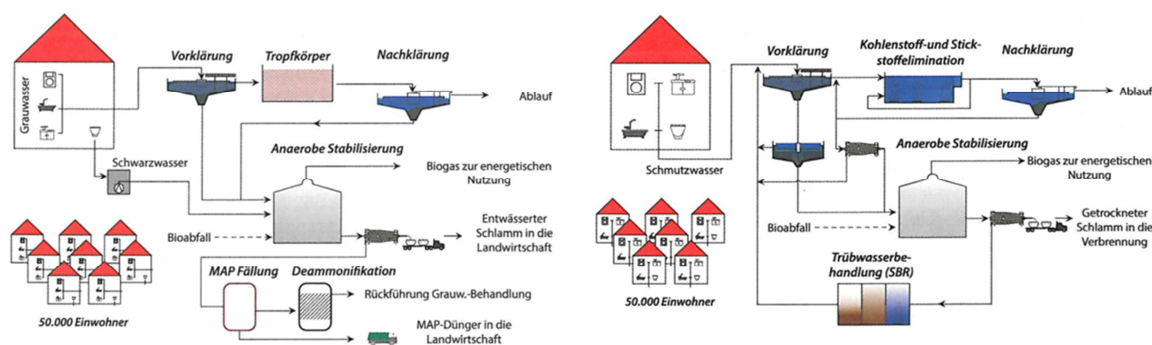 Vorklärung
Tropfkörper
Nachklärung
Grauwasser
Ablauf
Anaerobe Stabilisierung
Schwarzwasser
Biogas zur energetischen
Nutzung
Entwässerter
Schlamm in die
Landwirtschaft
Bioabfall
MAP Fällung
Deammonifikation
Rückführung Grauw.-Behandlung
50.000 Einwohner
MAP-Dünger in die
Landwirtschaft
Vorklärung
Kohlenstoff-und Stick-
stoffelimination
Nachklärung
Ablauf
Anaerobe Stabilisierung
Schmutzwasser
Biogas zur energetischen
Nutzung
Getrockneter
Schlamm in die
Verbrennung
Bioabfall
Trübwasserbe-
handlung (SBR)
50.000 Einwohner